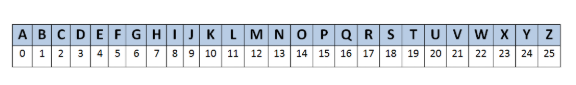 A B C D E F G H I J K L M N O P Q R S T U V W X Y Z
0 1 2 3 4 5 6 7 8 9 10 11 12 13 14 15 16 17 18 19 20 21 22 23 24 25